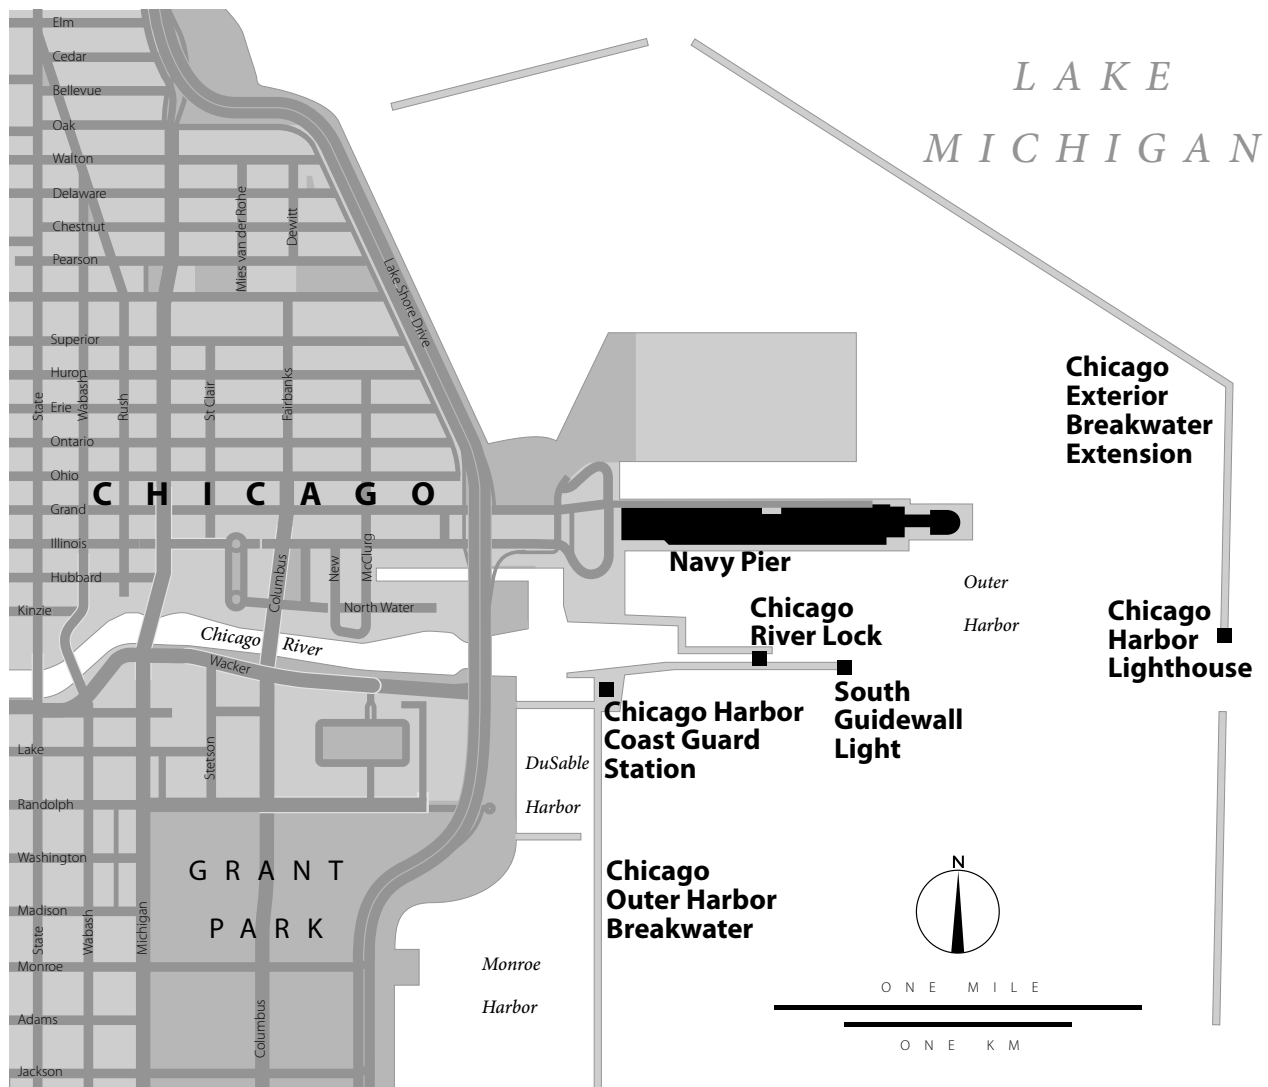 Elm
Cedar
Bellevue
Oak
Walton
Delaware
Chestnut
Pearson
Superior
Huron
Erie
Ontario
Ohio
Grand
Illinois
Hubbard
Kinzie
State
Wabash
Rush
St Clair
Fairbanks
Mies van der Rohe
Dewitt
Lake Shore Drive
LAKE
MICHIGAN
CHICAGO
Columbus
New
McClurg
North Water
Chicago River
Wacker
Navy Pier
Chicago
Exterior
Breakwater
Extension
Outer
Harbor
Chicago
River Lock
Chicago
Harbor
Lighthouse
South
Guidewall
Light
Chicago Harbor
Coast Guard
Station
DuSable
Harbor
Lake
Stetson
Randolph
Washington
Madison
Monroe
Adams
Jackson
State
Wabash
Michigan
Columbus
GRANT
PARK
Chicago
Outer Harbor
Breakwater
Monroe
Harbor
N
ONE MILE
ONE KM